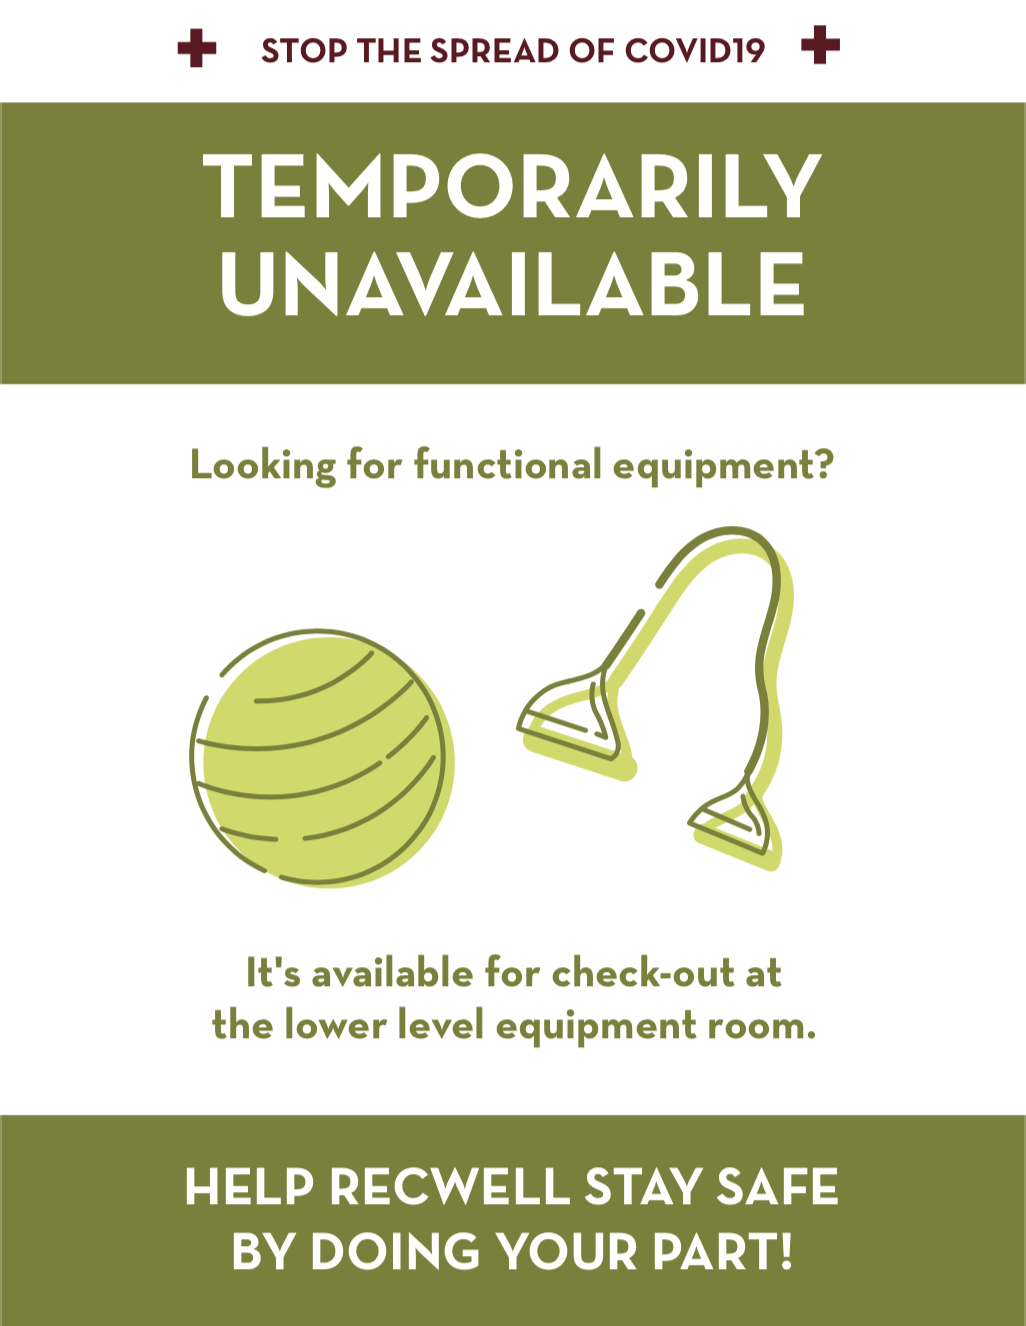 STOP THE SPREAD OF COVID19
TEMPORARILY
UNAVAILABLE
Looking for functional equipment?
It's available for check-out at
the lower level equipment room.
HELP RECWELL STAY SAFE
BY DOING YOUR PART!